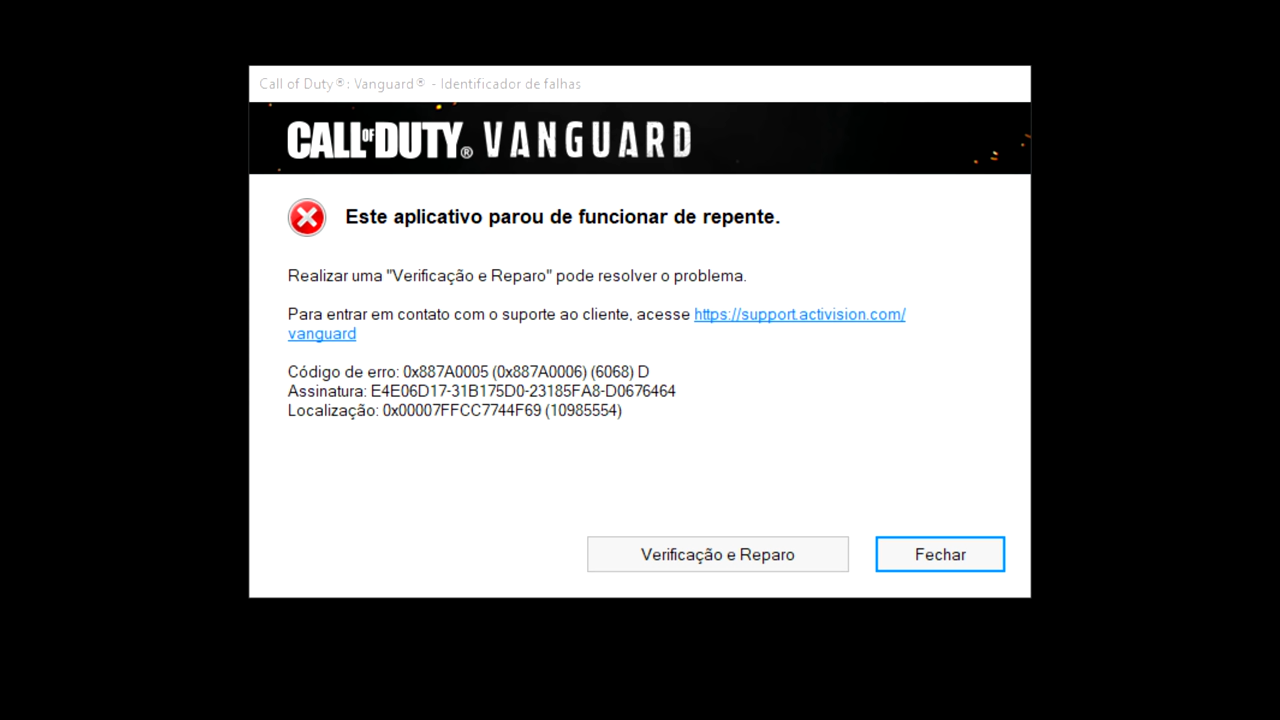 Call of Duty®: Vanguard® - Identificador de falhas
CALL OF DUTY® VANGUARD
Este aplicativo parou de funcionar de repente.
Realizar uma "Verificação e Reparo" pode resolver o problema.
Para entrar em contato com o suporte ao cliente, acesse https://support.activision.com/
vanguard
Código de erro: 0x887A0005 (0x887A0006) (6068) D
Assinatura: E4E06D17-31B175D0-23185FA8-D0676464
Localização: 0x00007FFCC7744F69 (10985554)
Verificação e Reparo Fechar